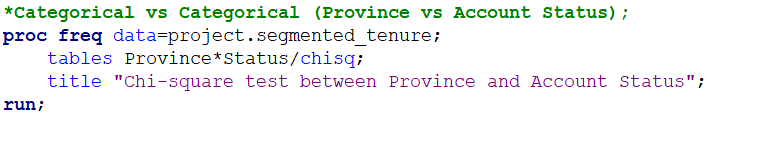 *Categorical vs Categorical (Province vs Account Status);
proc freq data=project.segmented_tenure;
    tables Province*Status/chisq;
    title "Chi-square test between Province and Account Status";
run;